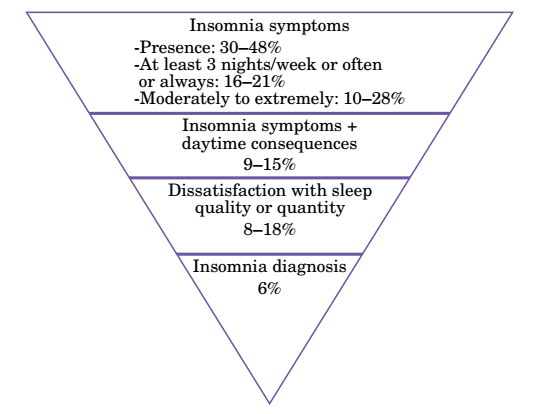 Insomnia symptoms
-Presence: 30–48%
-At least 3 nights/week or often
or always: 16–21%
-Moderately to extremely: 10–28%
Insomnia symptoms +
daytime consequences
9–15%
Dissatisfaction with sleep
quality or quantity
8–18%
Insomnia diagnosis
6%